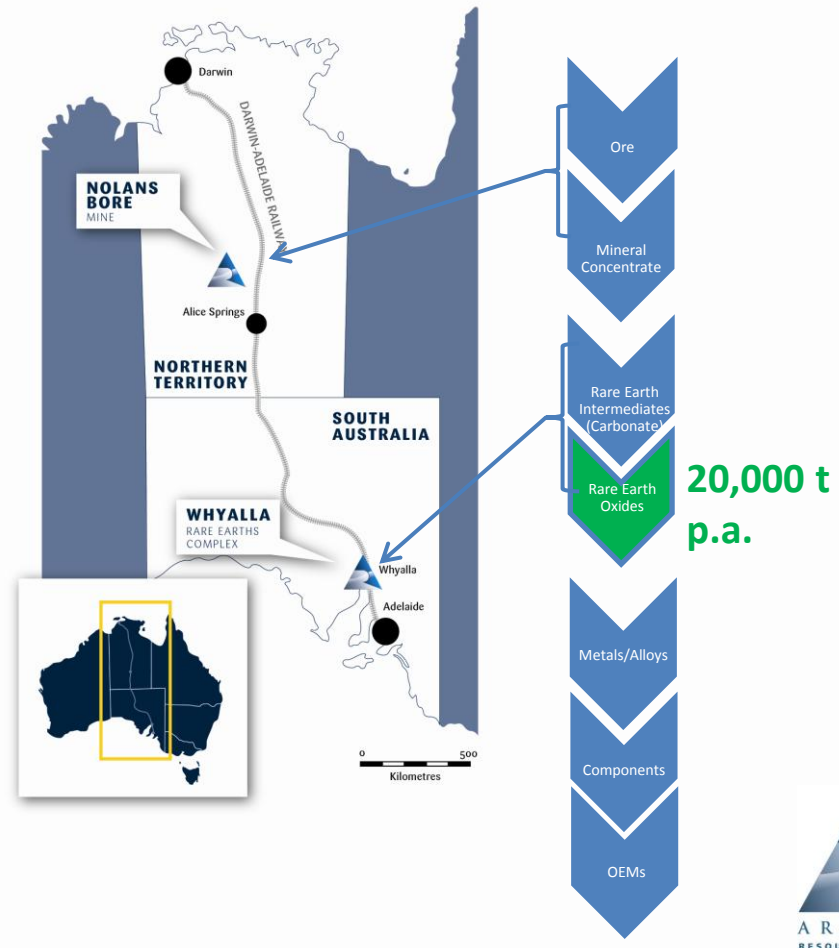 Darwin
DARWIN-ADELAIDE RAILWAY
NOLANS
BORE
MINE
Alice Springs
NORTHERN
TERRITORY
SOUTH
AUSTRALIA
WHYALLA
RARE EARTHS
COMPLEX
Whyalla
Adelaide
0 500
Kilometres
Ore
Mineral
Concentrate
Rare Earth
Intermediates
(Carbonate)
Rare Earth
Oxides
20,000 t
p.a.
Metals/Alloys
Components
OEMs